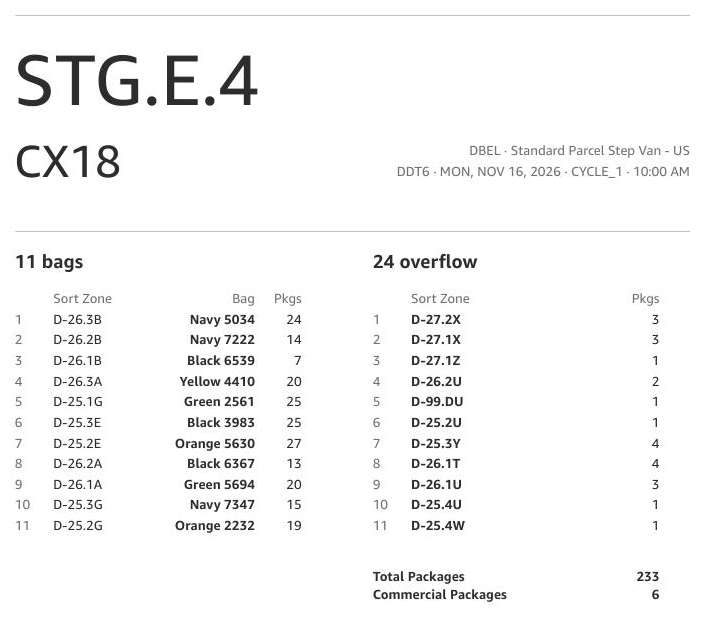 STG.E.4
CX18
DBEL · Standard Parcel Step Van - US
DDT6 · MON, NOV 16, 2026 · CYCLE_1 · 10:00 AM
11 bags
Sort Zone Bag Pkgs
1 D-26.3B Navy 5034 24
2 D-26.2B Navy 7222 14
3 D-26.1B Black 6539 7
4 D-26.3A Yellow 4410 20
5 D-25.1G Green 2561 25
6 D-25.3E Black 3983 25
7 D-25.2E Orange 5630 27
8 D-26.2A Black 6367 13
9 D-26.1A Green 5694 20
10 D-25.3G Navy 7347 15
11 D-25.2G Orange 2232 19
24 overflow
Sort Zone Pkgs
1 D-27.2X 3
2 D-27.1X 3
3 D-27.1Z 1
4 D-26.2U 2
5 D-99.DU 1
6 D-25.2U 1
7 D-25.3Y 4
8 D-26.1T 4
9 D-26.1U 3
10 D-25.4U 1
11 D-25.4W 1
Total Packages 233
Commercial Packages 6